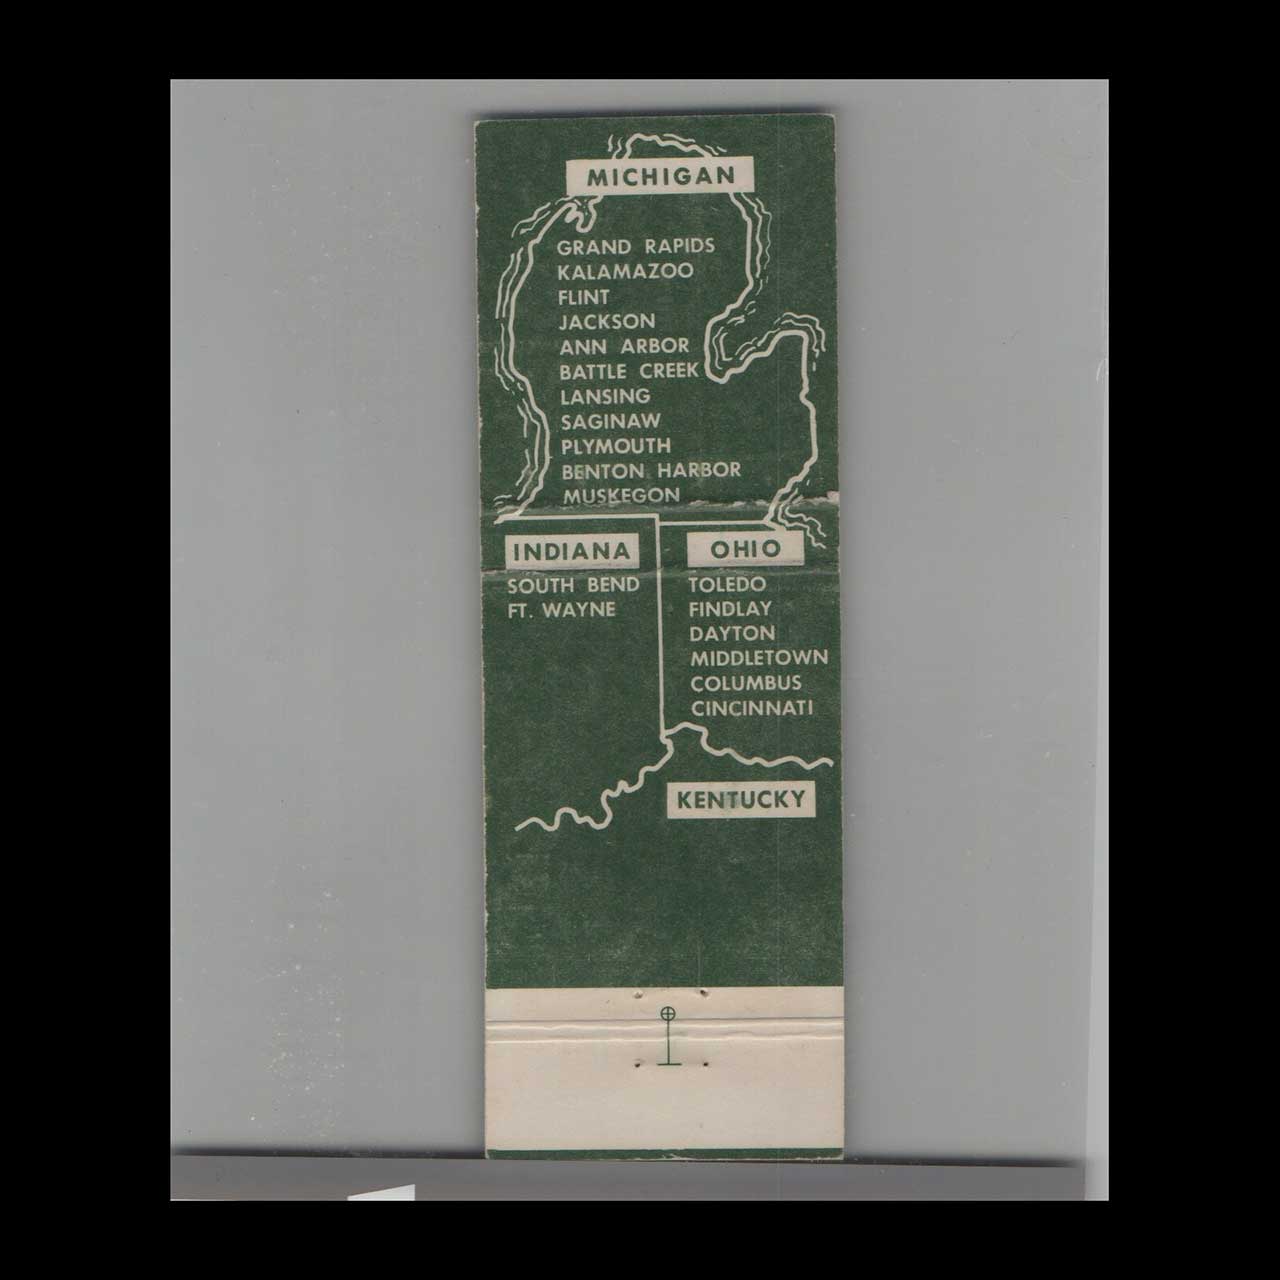 MICHIGAN
GRAND RAPIDS
KALAMAZOO
FLINT
JACKSON
ANN ARBOR
BATTLE CREEK
LANSING
SAGINAW
PLYMOUTH
BENTON HARBOR
MUSKEGON
INDIANA
SOUTH BEND
FT. WAYNE
OHIO
TOLEDO
FINDLAY
DAYTON
MIDDLETOWN
COLUMBUS
CINCINNATI
KENTUCKY